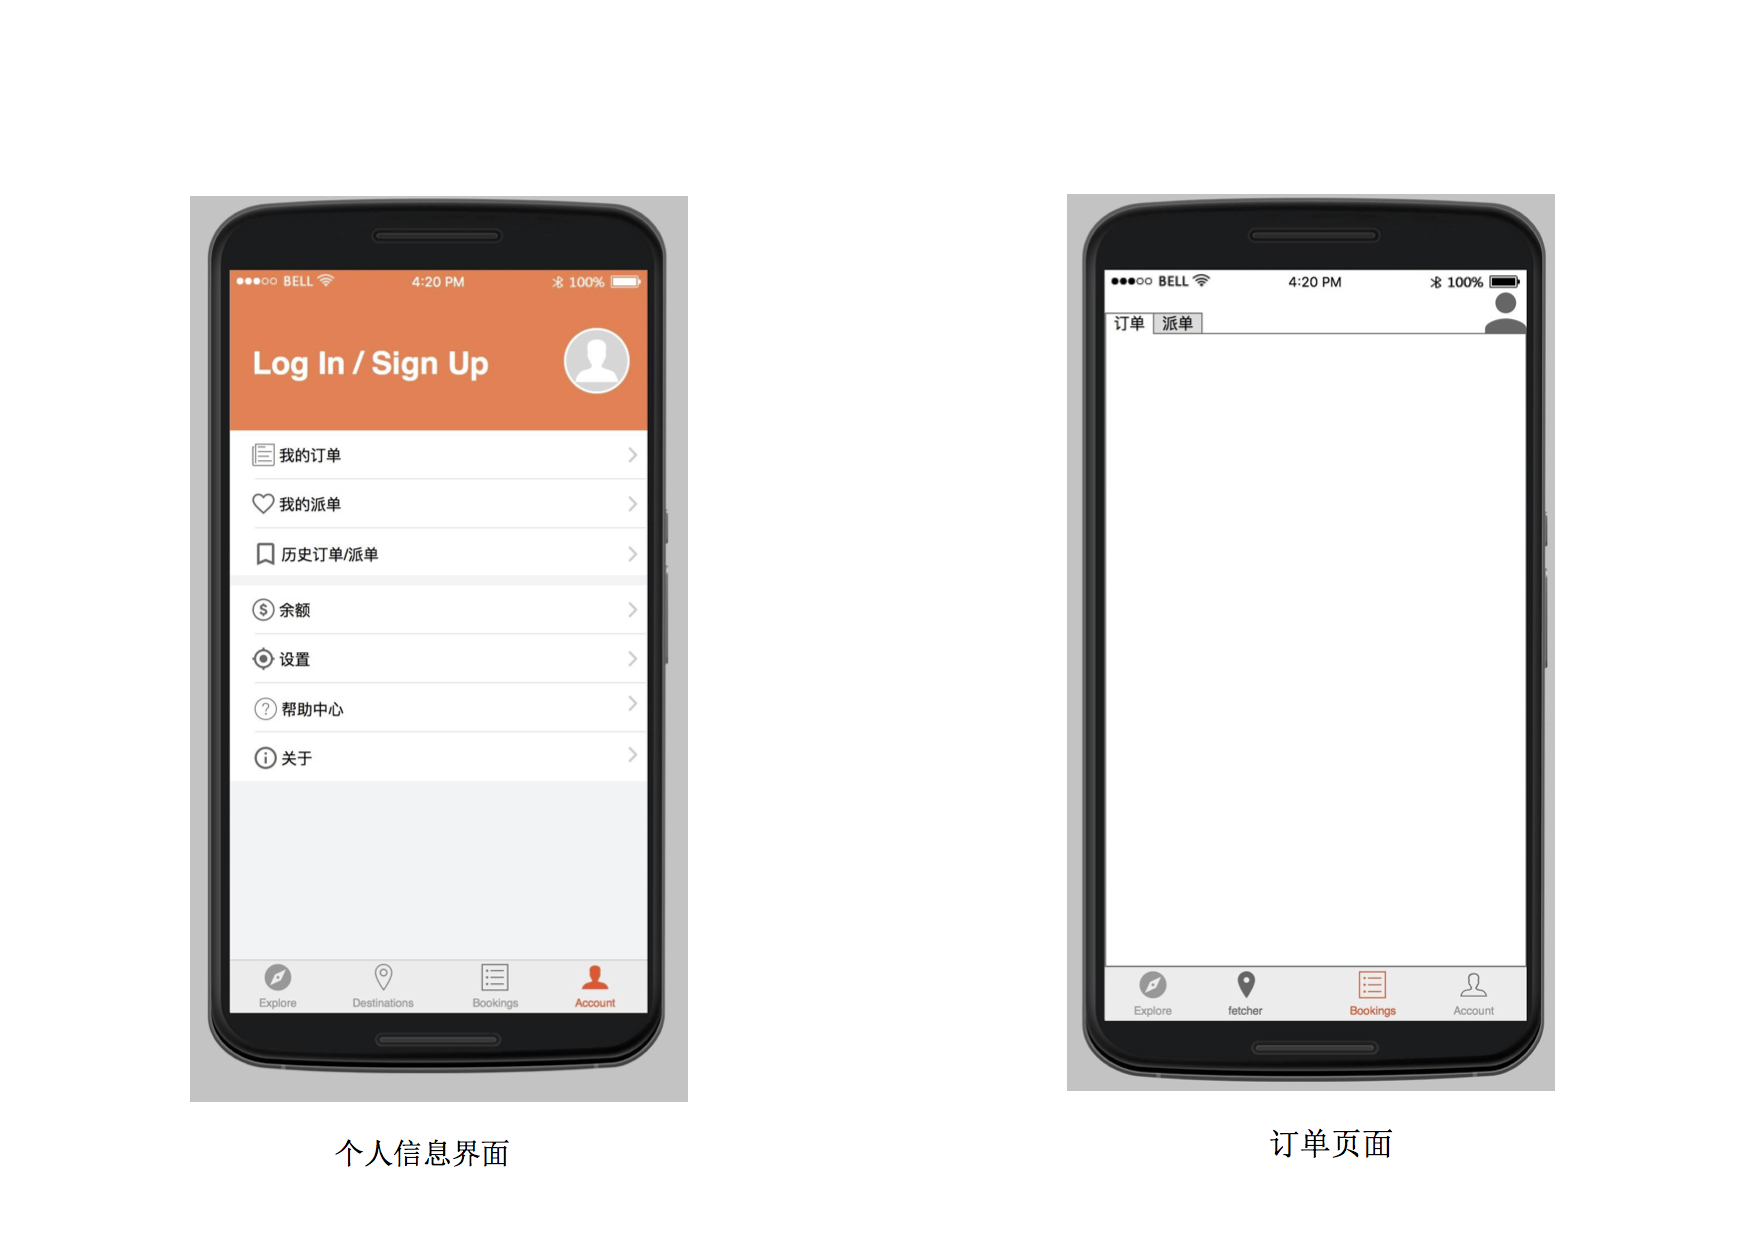 BELL 4:20 PM 100%
Log In / Sign Up
我的订单
我的派单
历史订单/派单
余额
设置
帮助中心
关于
Explore Destinations Bookings Account
个人信息界面
BELL 4:20 PM 100%
订单 派单
Explore fetcher Bookings Account
订单页面